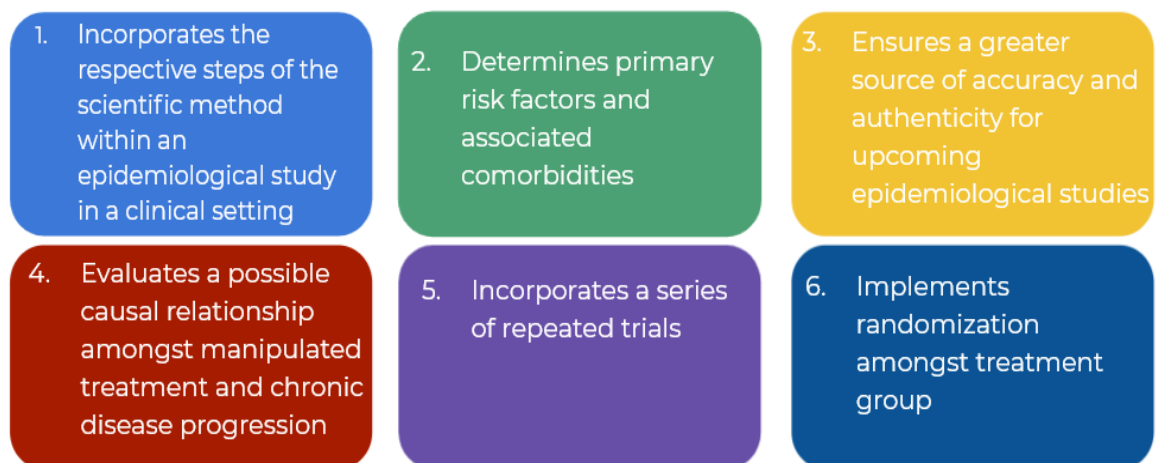 1. Incorporates the
respective steps of the
scientific method
within an
epidemiological study
in a clinical setting
2. Determines primary
risk factors and
associated
comorbidities
3. Ensures a greater
source of accuracy and
authenticity for
upcoming
epidemiological studies
4. Evaluates a possible
causal relationship
amongst manipulated
treatment and chronic
disease progression
5. Incorporates a series
of repeated trials
6. Implements
randomization
amongst treatment
group